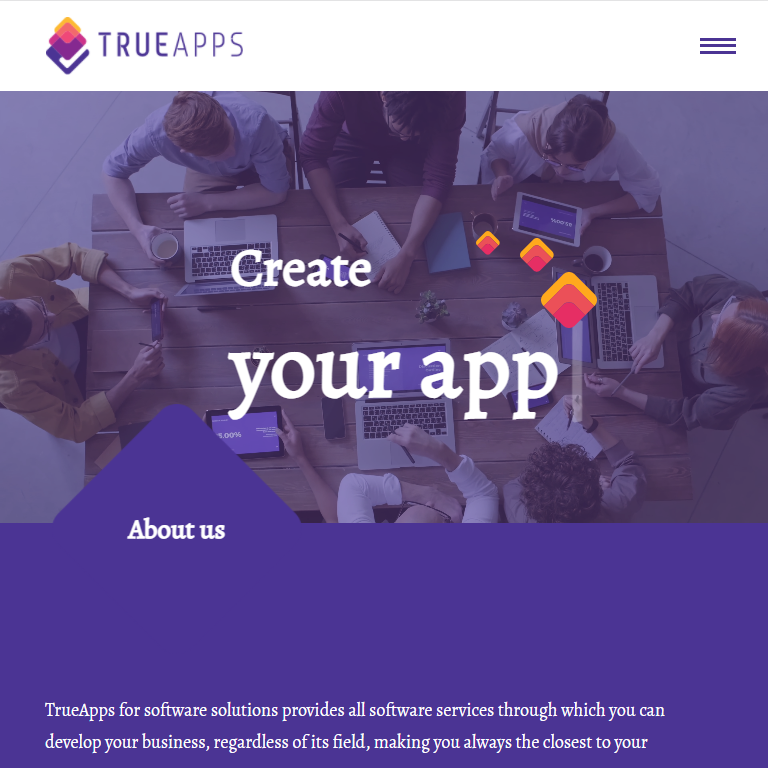 TRUEAPPS
Create
your app
About us
TrueApps for software solutions provides all software services through which you can
develop your business, regardless of its field, making you always the closest to your